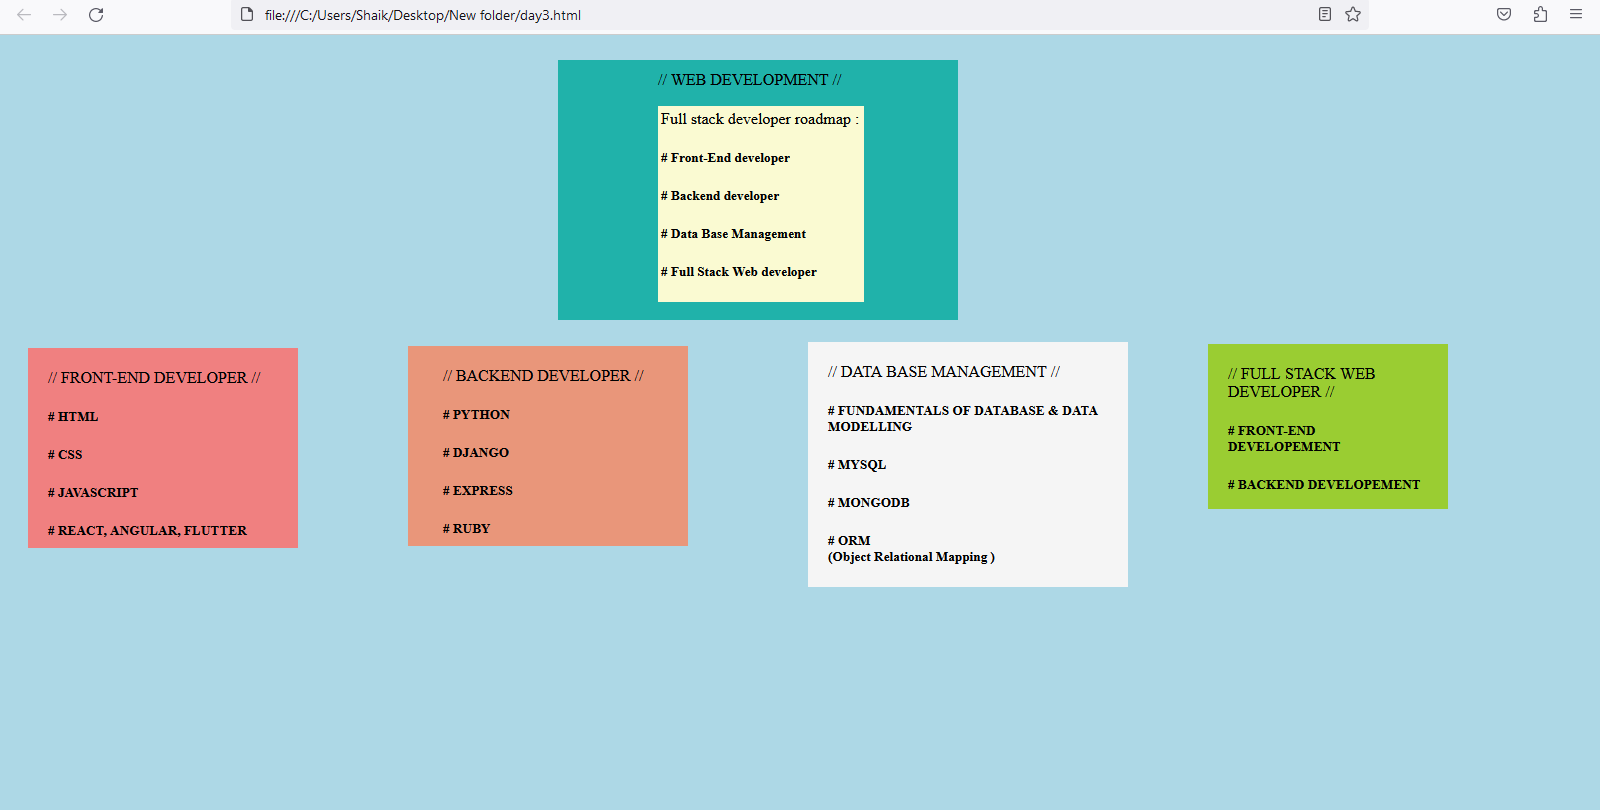 file:///C:/Users/Shaik/Desktop/New folder/day3.html
// WEB DEVELOPMENT //
Full stack developer roadmap :
# Front-End developer
# Backend developer
# Data Base Management
# Full Stack Web developer
// FRONT-END DEVELOPER //
# HTML
# CSS
# JAVASCRIPT
# REACT, ANGULAR, FLUTTER
// BACKEND DEVELOPER //
# PYTHON
# DJANGO
# EXPRESS
# RUBY
// DATA BASE MANAGEMENT //
# FUNDAMENTALS OF DATABASE & DATA
MODELLING
# MYSQL
# MONGODB
# ORM
(Object Relational Mapping )
// FULL STACK WEB
DEVELOPER //
# FRONT-END
DEVELOPEMENT
# BACKEND DEVELOPEMENT